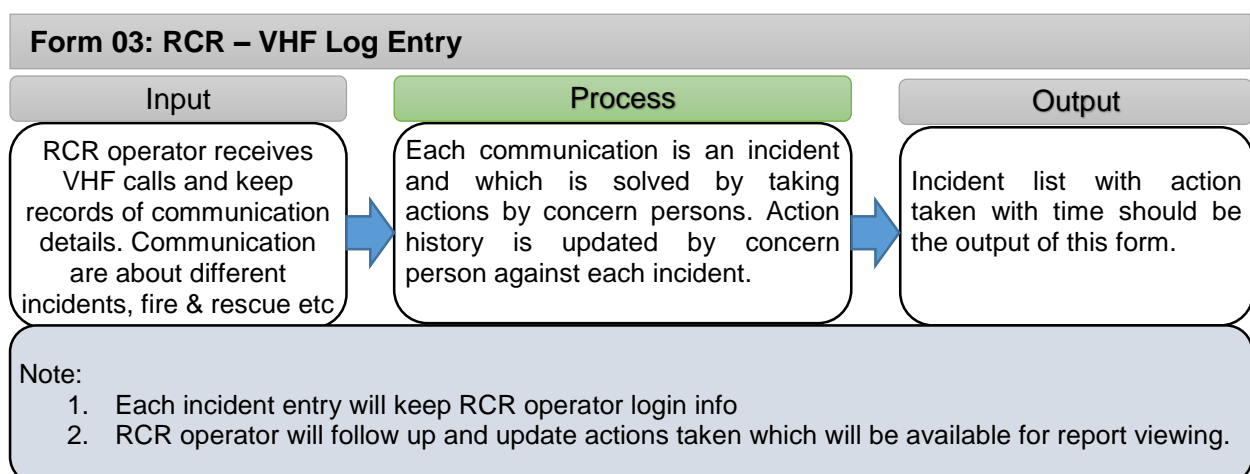 Form 03: RCR – VHF Log Entry
Input
RCR operator receives
VHF calls and keep
records of communication
details. Communication
are about different
incidents, fire & rescue etc
Process
Each communication is an incident
and which is solved by taking
actions by concern persons. Action
history is updated by concern
person against each incident.
Output
Incident list with action
taken with time should be
the output of this form.
Note:
1. Each incident entry will keep RCR operator login info
2. RCR operator will follow up and update actions taken which will be available for report viewing.